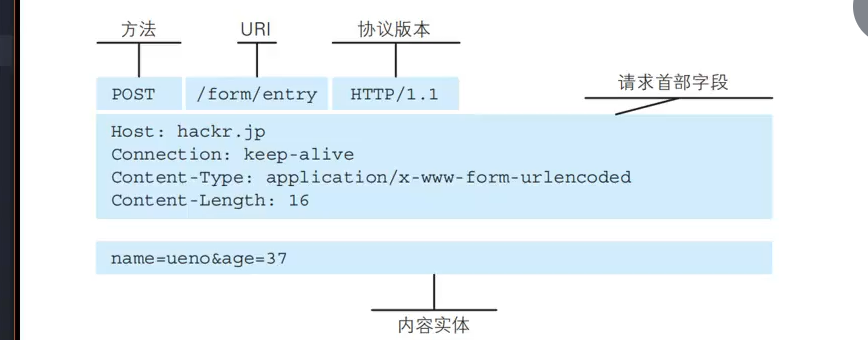 方法 URI 协议版本
请求首部字段
POST /form/entry HTTP/1.1
Host: hackr.jp
Connection: keep-alive
Content-Type: application/x-www-form-urlencoded
Content-Length: 16
name=ueno&age=37
内容实体